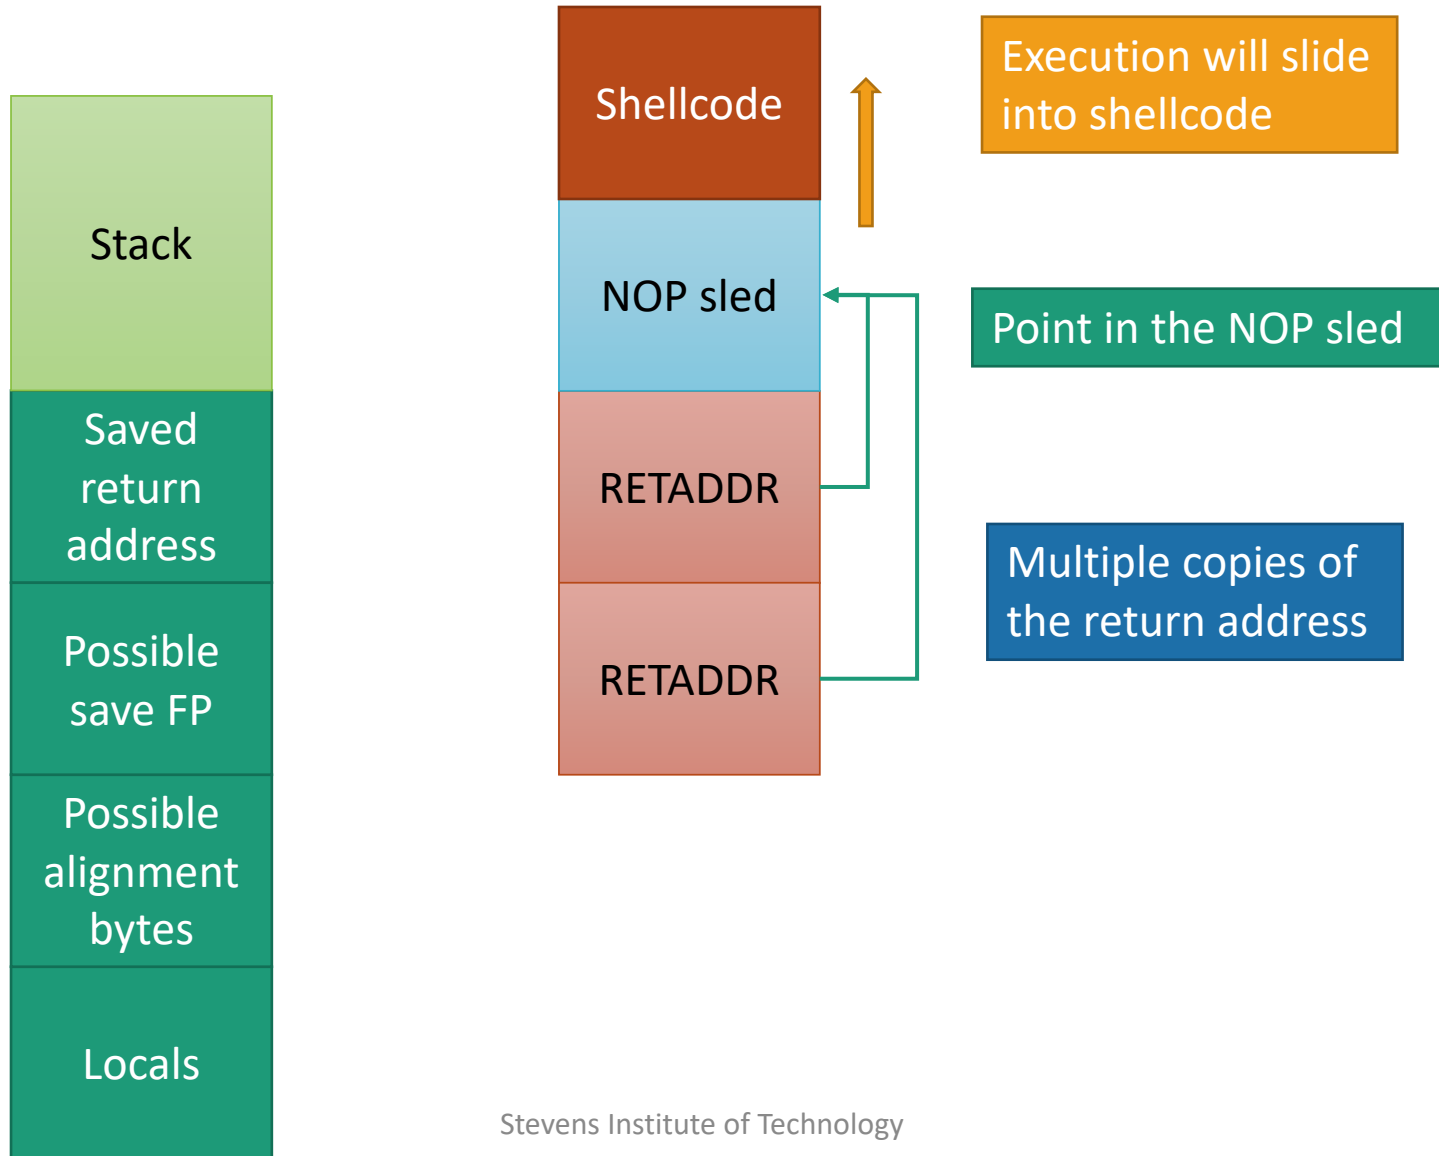 Stack
Saved
return
address
Possible
save FP
Possible
alignment
bytes
Locals
Shellcode
NOP sled
RETADDR
RETADDR
Execution will slide
into shellcode
Point in the NOP sled
Multiple copies of
the return address
Stevens Institute of Technology